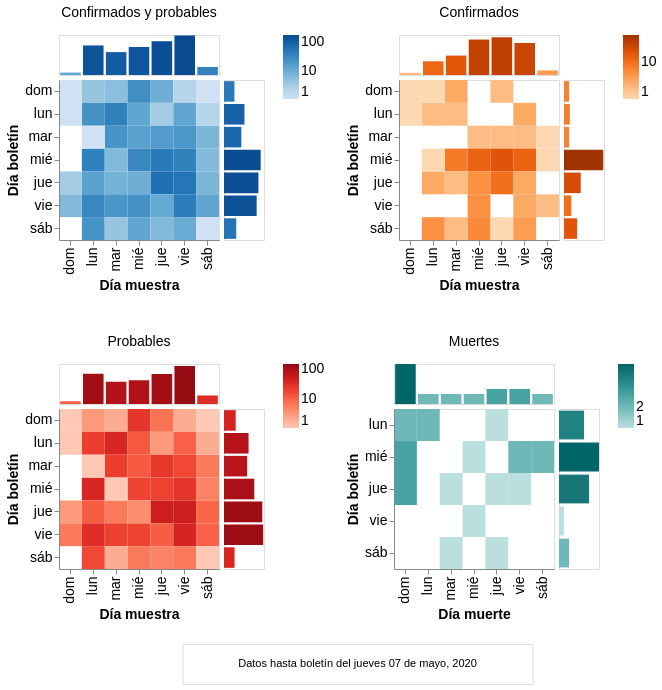 Confirmados y probables
100
10
1
Día boletín
dom
lun
mar
mié
jue
vie
sáb
dom
lun
mar
mié
jue
vie
sáb
Día muestra
Confirmados
10
1
Día boletín
dom
lun
mar
mié
jue
vie
sáb
dom
lun
mar
mié
jue
vie
sáb
Día muestra
Probables
100
10
1
Día boletín
dom
lun
mar
mié
jue
vie
sáb
dom
lun
mar
mié
jue
vie
sáb
Día muestra
Muertes
2
1
Día boletín
lun
mié
jue
vie
sáb
dom
lun
mar
mié
jue
vie
sáb
Día muerte
Datos hasta boletín del jueves 07 de mayo, 2020